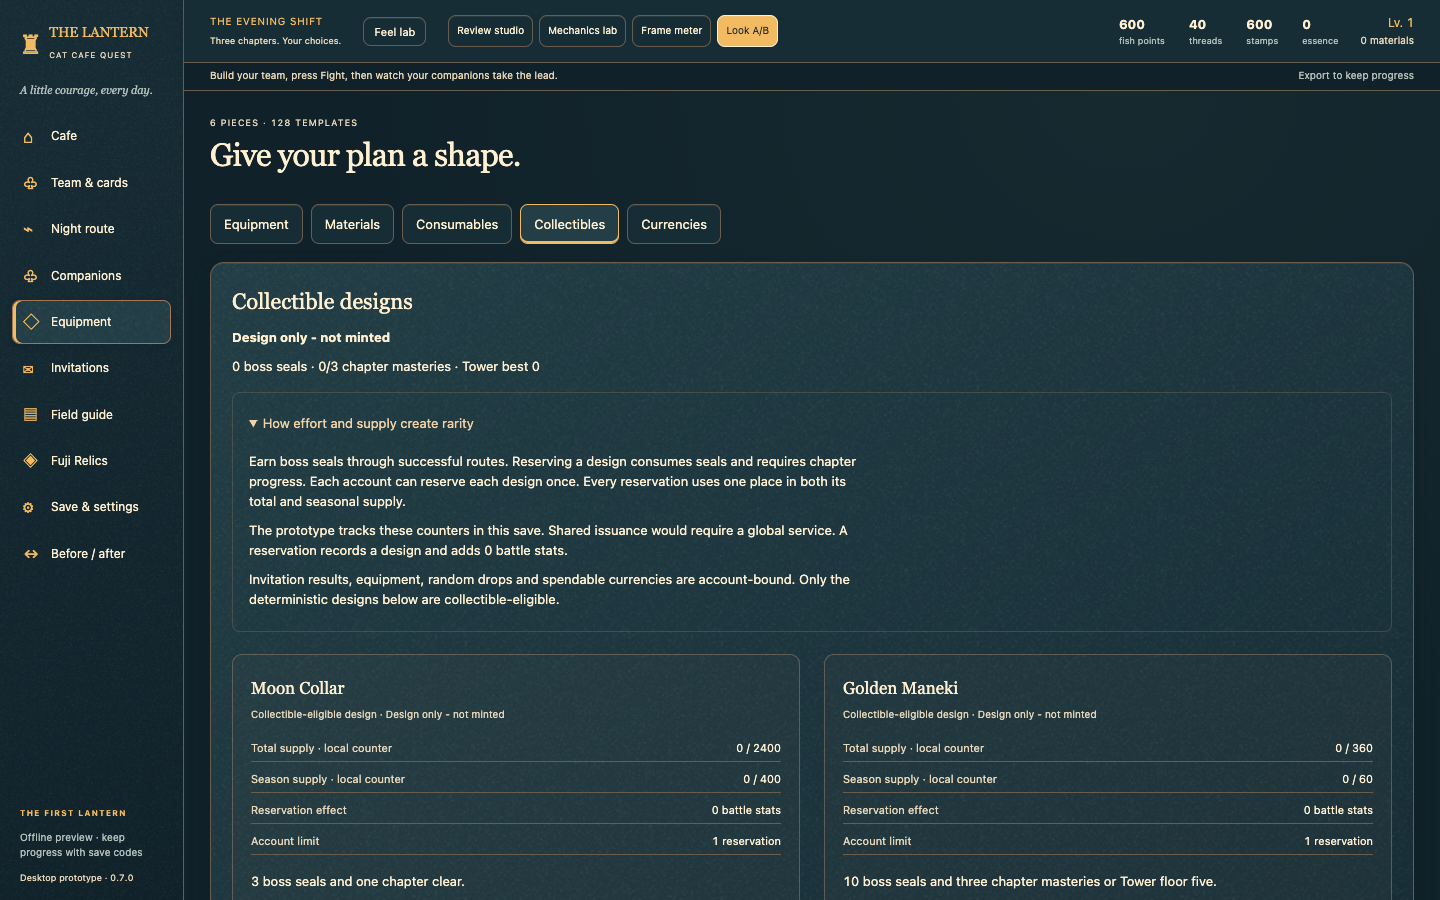 THE LANTERN
CAT CAFE QUEST
A little courage, every day.
Cafe
Team & cards
Night route
Companions
Equipment
Invitations
Field guide
Fuji Relics
Save & settings
Before / after
THE FIRST LANTERN
Offline preview · keep
progress with save codes
Desktop prototype · 0.7.0
THE EVENING SHIFT
Three chapters. Your choices.
Feel lab
Review studio
Mechanics lab
Frame meter
Look A/B
600
fish points
40
threads
600
stamps
0
essence
Lv. 1
0 materials
Build your team, press Fight, then watch your companions take the lead.
Export to keep progress
6 PIECES · 128 TEMPLATES
Give your plan a shape.
Equipment
Materials
Consumables
Collectibles
Currencies
Collectible designs
Design only - not minted
0 boss seals · 0/3 chapter masteries · Tower best 0
▼ How effort and supply create rarity
Earn boss seals through successful routes. Reserving a design consumes seals and requires chapter
progress. Each account can reserve each design once. Every reservation uses one place in both its
total and seasonal supply.
The prototype tracks these counters in this save. Shared issuance would require a global service. A
reservation records a design and adds 0 battle stats.
Invitation results, equipment, random drops and spendable currencies are account-bound. Only the
deterministic designs below are collectible-eligible.
Moon Collar
Collectible-eligible design · Design only - not minted
Total supply · local counter 0 / 2400
Season supply · local counter 0 / 400
Reservation effect 0 battle stats
Account limit 1 reservation
3 boss seals and one chapter clear.
Golden Maneki
Collectible-eligible design · Design only - not minted
Total supply · local counter 0 / 360
Season supply · local counter 0 / 60
Reservation effect 0 battle stats
Account limit 1 reservation
10 boss seals and three chapter masteries or Tower floor five.